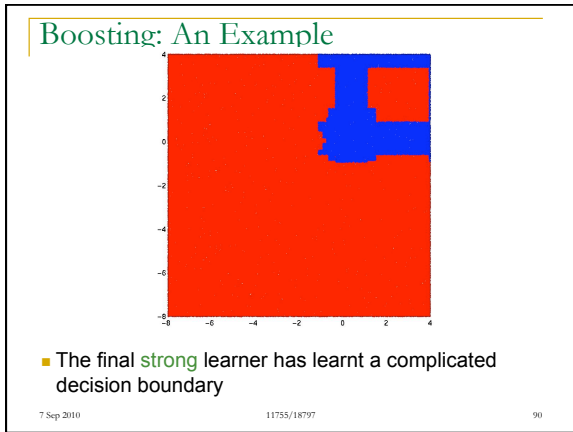 Boosting: An Example
4
2
0
-2
-4
-6
-8
-8 -6 -4 -2 0 2 4
The final strong learner has learnt a complicated
decision boundary
7 Sep 2010 11755/18797 90